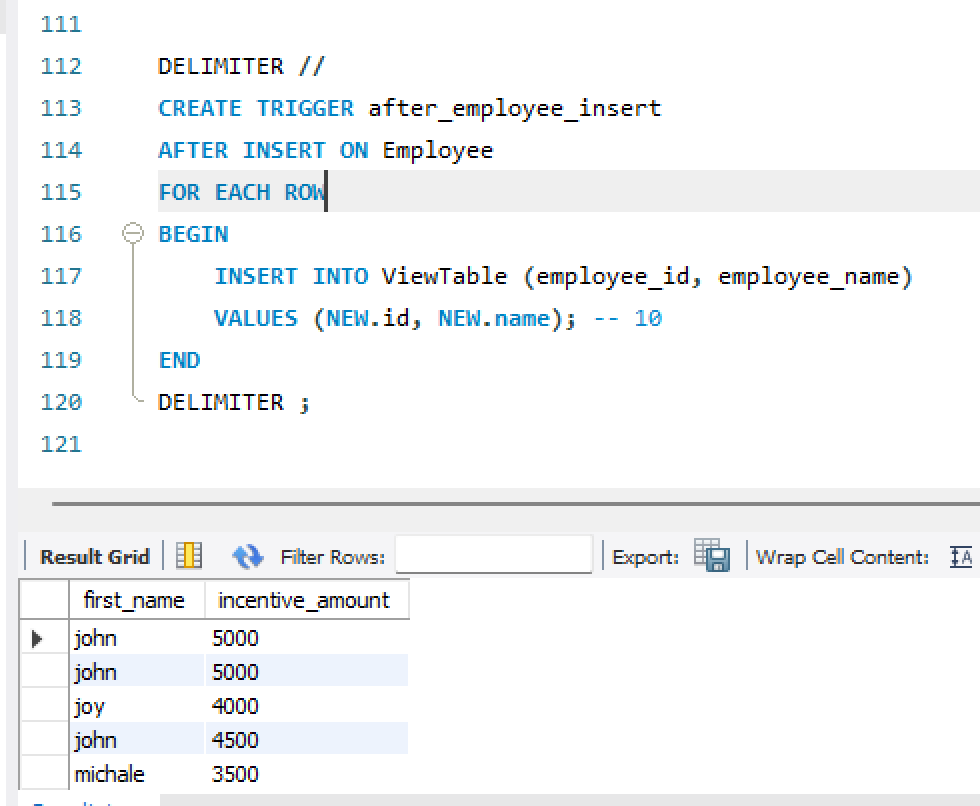 111
112 DELIMITER //
113 CREATE TRIGGER after_employee_insert
114 AFTER INSERT ON Employee
115 FOR EACH ROW
116 BEGIN
117 INSERT INTO ViewTable (employee_id, employee_name)
118 VALUES (NEW.id, NEW.name); -- 10
119 END
120 DELIMITER ;
121
Result Grid Filter Rows: Export: Wrap Cell Content: IA
first_name incentive_amount
john 5000
john 5000
joy 4000
john 4500
michale 3500